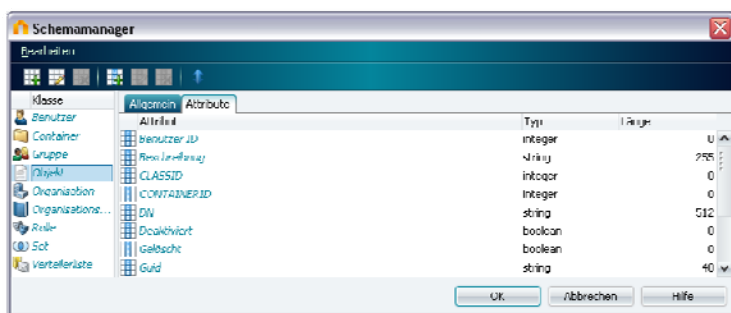 Schemamanager
Bearbeiten
Klasse
Allgemein Attribute
Attribut Typ Länge
Benutzer
Container
Gruppe
Objekt
Organisation
Organisations...
Rolle
Set
Verteilerliste
Benutzer ID integer 0
Beschreibung string 255
CLASSID integer 0
CONTAINERID integer 0
DN string 512
Deaktiviert boolean 0
Gelöscht boolean 0
Guid string 40
OK Abbrechen Hilfe